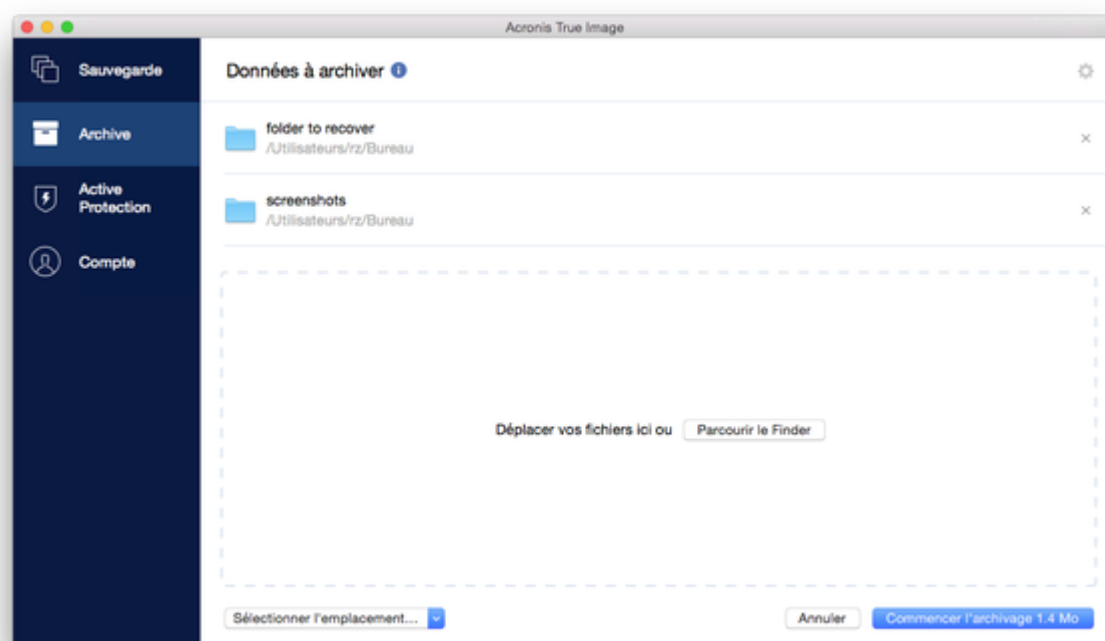 Acronis True Image
Sauvegarde
Archive
Active
Protection
Compte
Données à archiver
folder to recover
/Utilisateurs/rz/Bureau
screenshots
/Utilisateurs/rz/Bureau
Déplacer vos fichiers ici ou Parcourir le Finder
Sélectionner l'emplacement... Annuler Commencer l'archivage 1.4 Mo